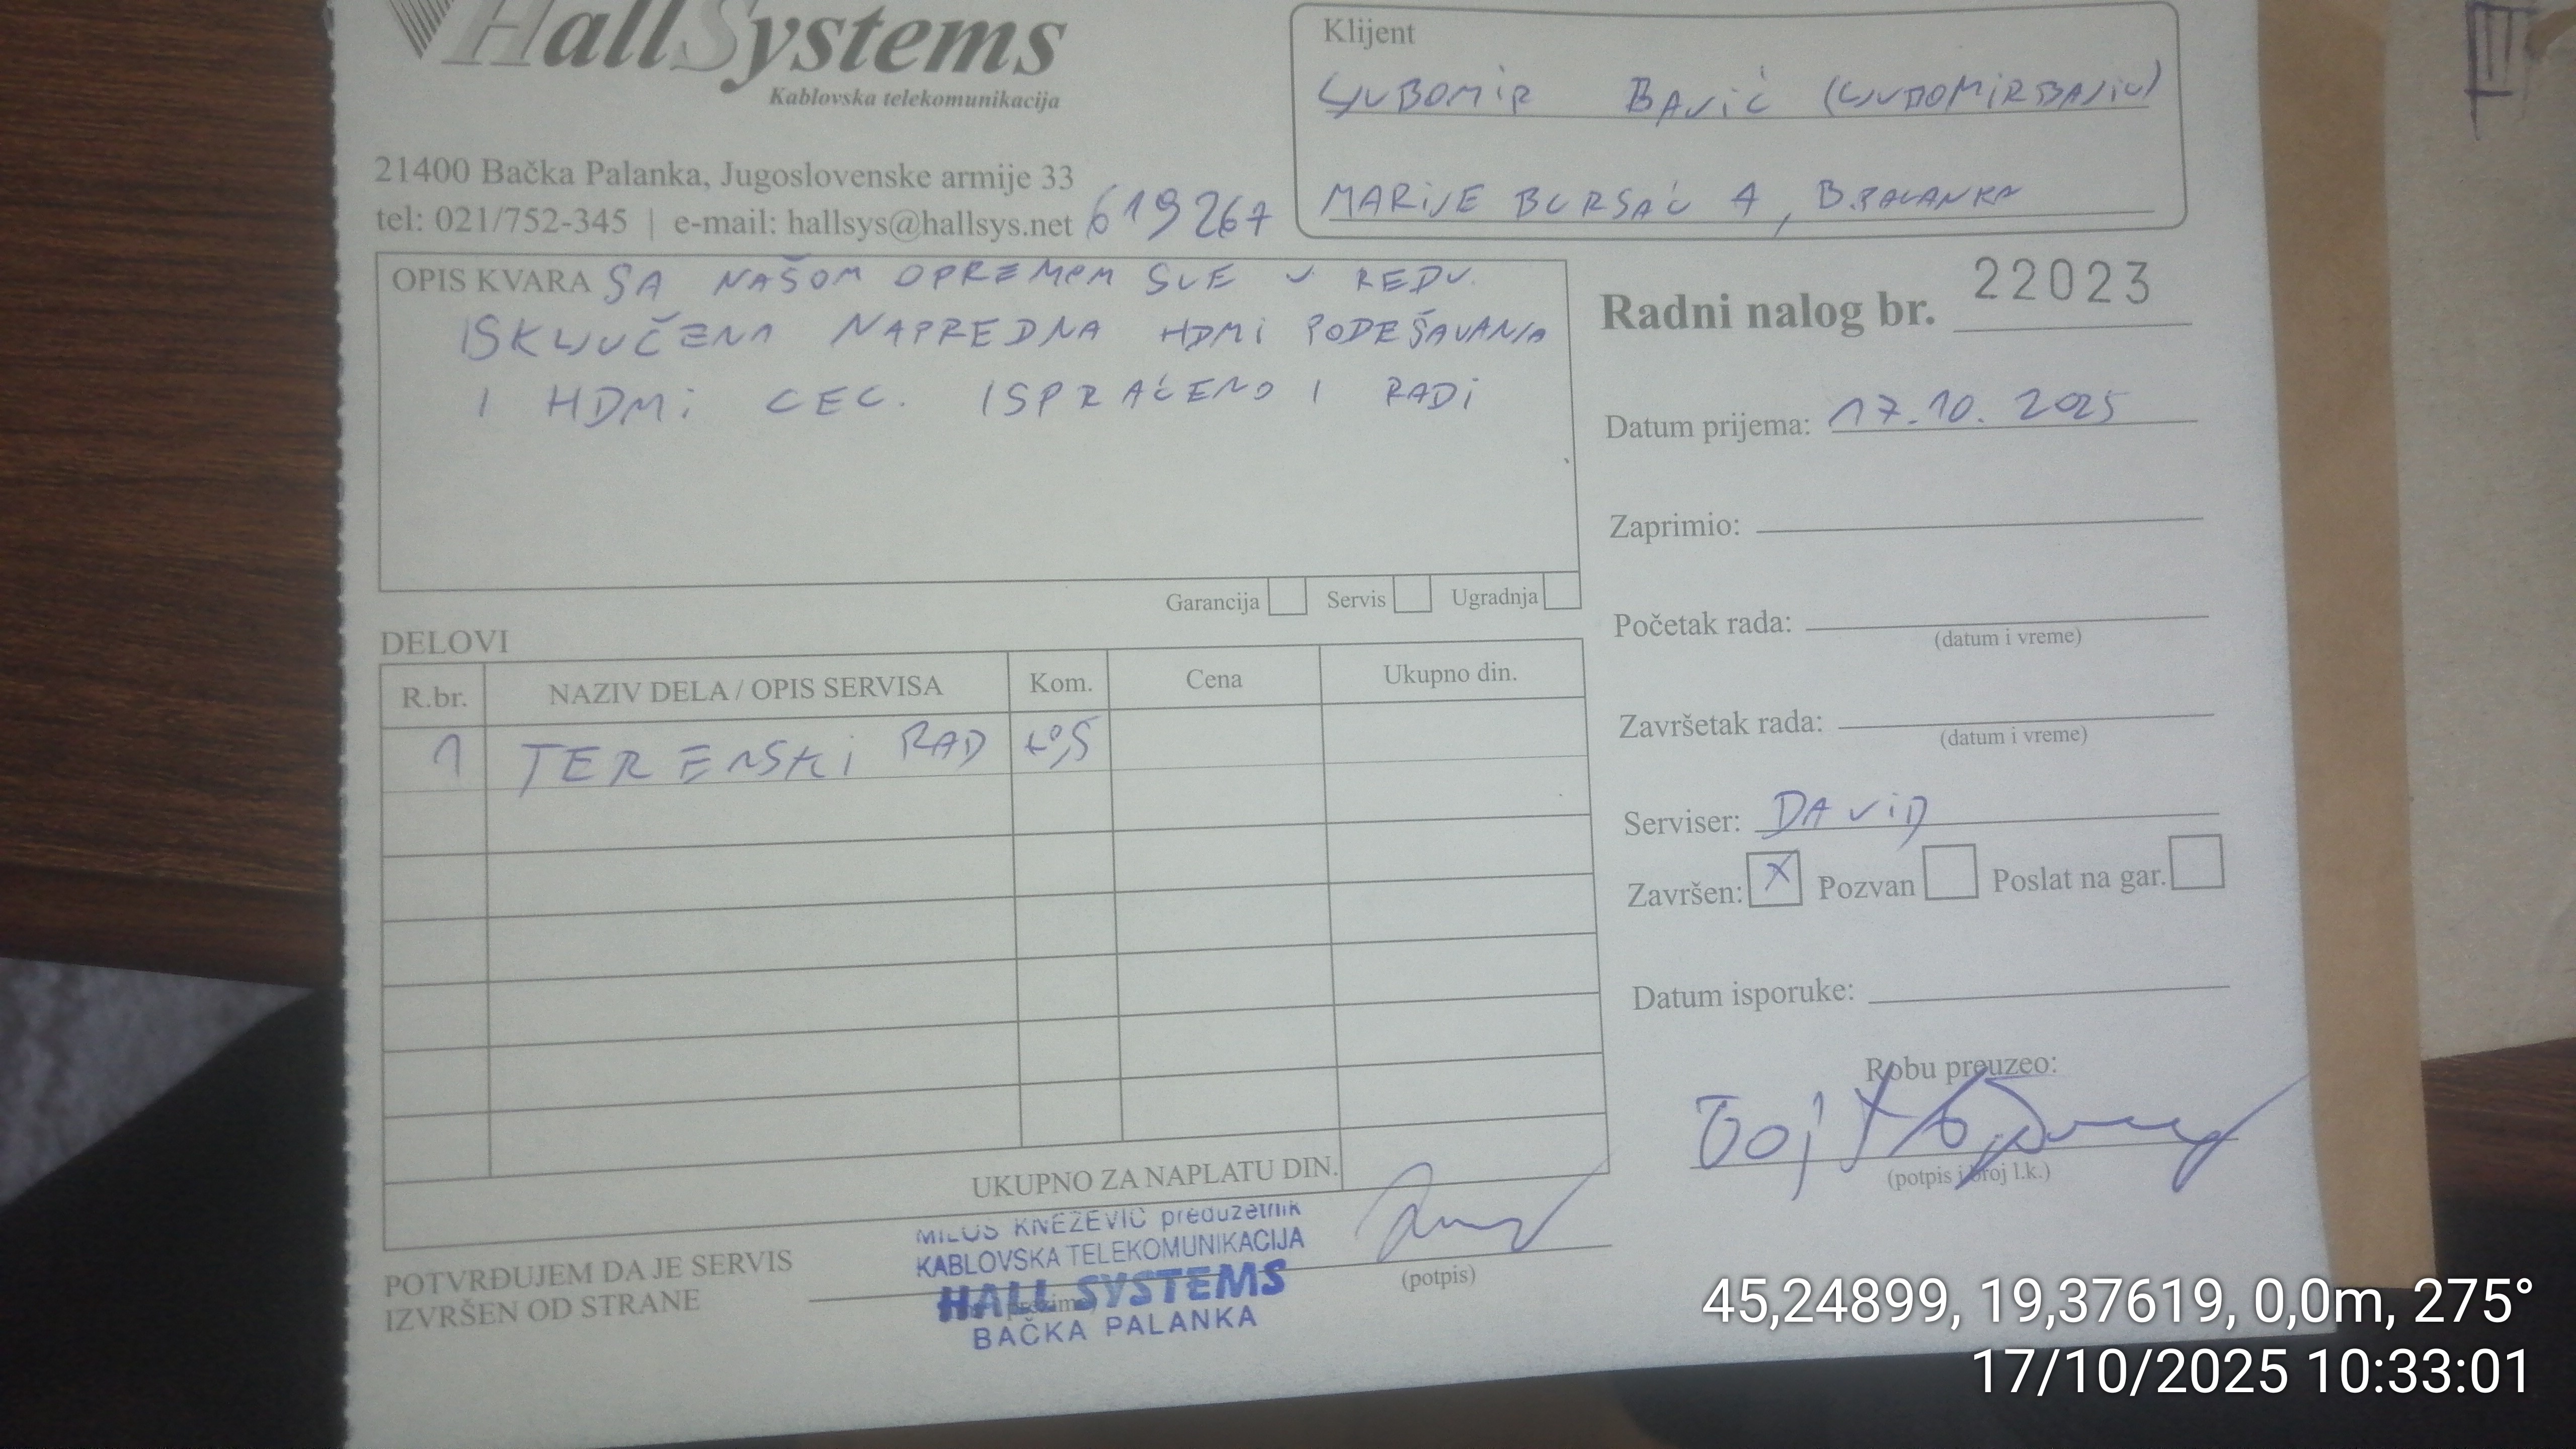 HallSystems
Kablovska telekomunikacija
21400 Bačka Palanka, Jugoslovenske armije 33
tel: 021/752-345 | e-mail: hallsys@hallsys.net 619267
Klijent
LJUBOMIR BAJIĆ (LJUBOMIRBAJIC)
MARIJE BURSAĆ 4, B.PALANKA
OPIS KVARA SA NAŠOM OPREMOM SVE U REDU.
ISKLJUČENA NAPREDNA HDMI PODEŠAVANJA
I HDMI CEC. ISPRAĆENO I RADI
Garancija Servis Ugradnja
Radni nalog br. 22023
Datum prijema: 17.10.2025
Zaprimio:
Početak rada:
(datum i vreme)
Završetak rada:
(datum i vreme)
Serviser: DAVID
Završen: X Pozvan Poslat na gar.
Datum isporuke:
Robu preuzeo:
(potpis i broj l.k.)
DELOVI
R.br. NAZIV DELA / OPIS SERVISA Kom. Cena Ukupno din.
1 TERENSKI RAD
UKUPNO ZA NAPLATU DIN.
POTVRĐUJEM DA JE SERVIS
IZVRŠEN OD STRANE
MILOŠ KNEŽEVIĆ preduzetnik
KABLOVSKA TELEKOMUNIKACIJA
HALL SYSTEMS
BAČKA PALANKA
(potpis)
45,24899, 19,37619, 0,0m, 275°
17/10/2025 10:33:01